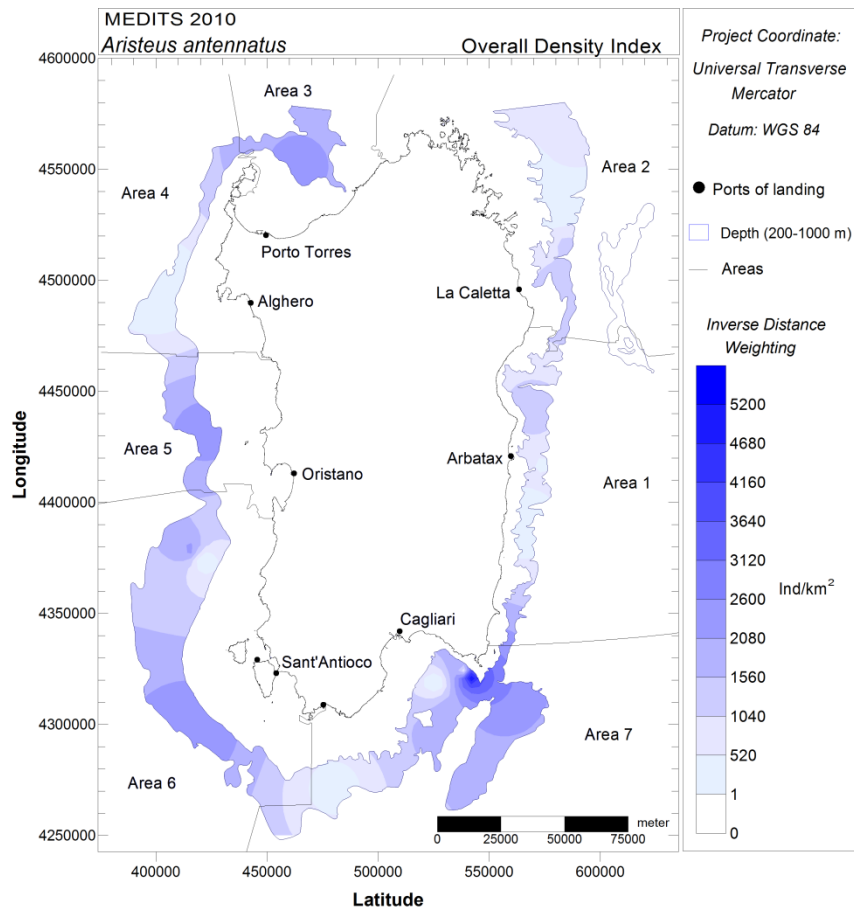 MEDITS 2010
Aristeus antennatus
Overall Density Index
4600000
4550000
4500000
4450000
4400000
4350000
4300000
4250000
Longitude
400000
450000
500000
550000
600000
Latitude
Area 3
Area 2
Area 4
Porto Torres
La Caletta
Alghero
Area 5
Arbatax
Oristano
Area 1
Cagliari
Sant'Antioco
Area 7
Area 6
meter
0
25000
50000
75000
Project Coordinate:
Universal Transverse
Mercator
Datum: WGS 84
Ports of landing
Depth (200-1000 m)
Areas
Inverse Distance
Weighting
5200
4680
4160
3640
3120
2600
2080
1560
1040
520
1
0
Ind/km²